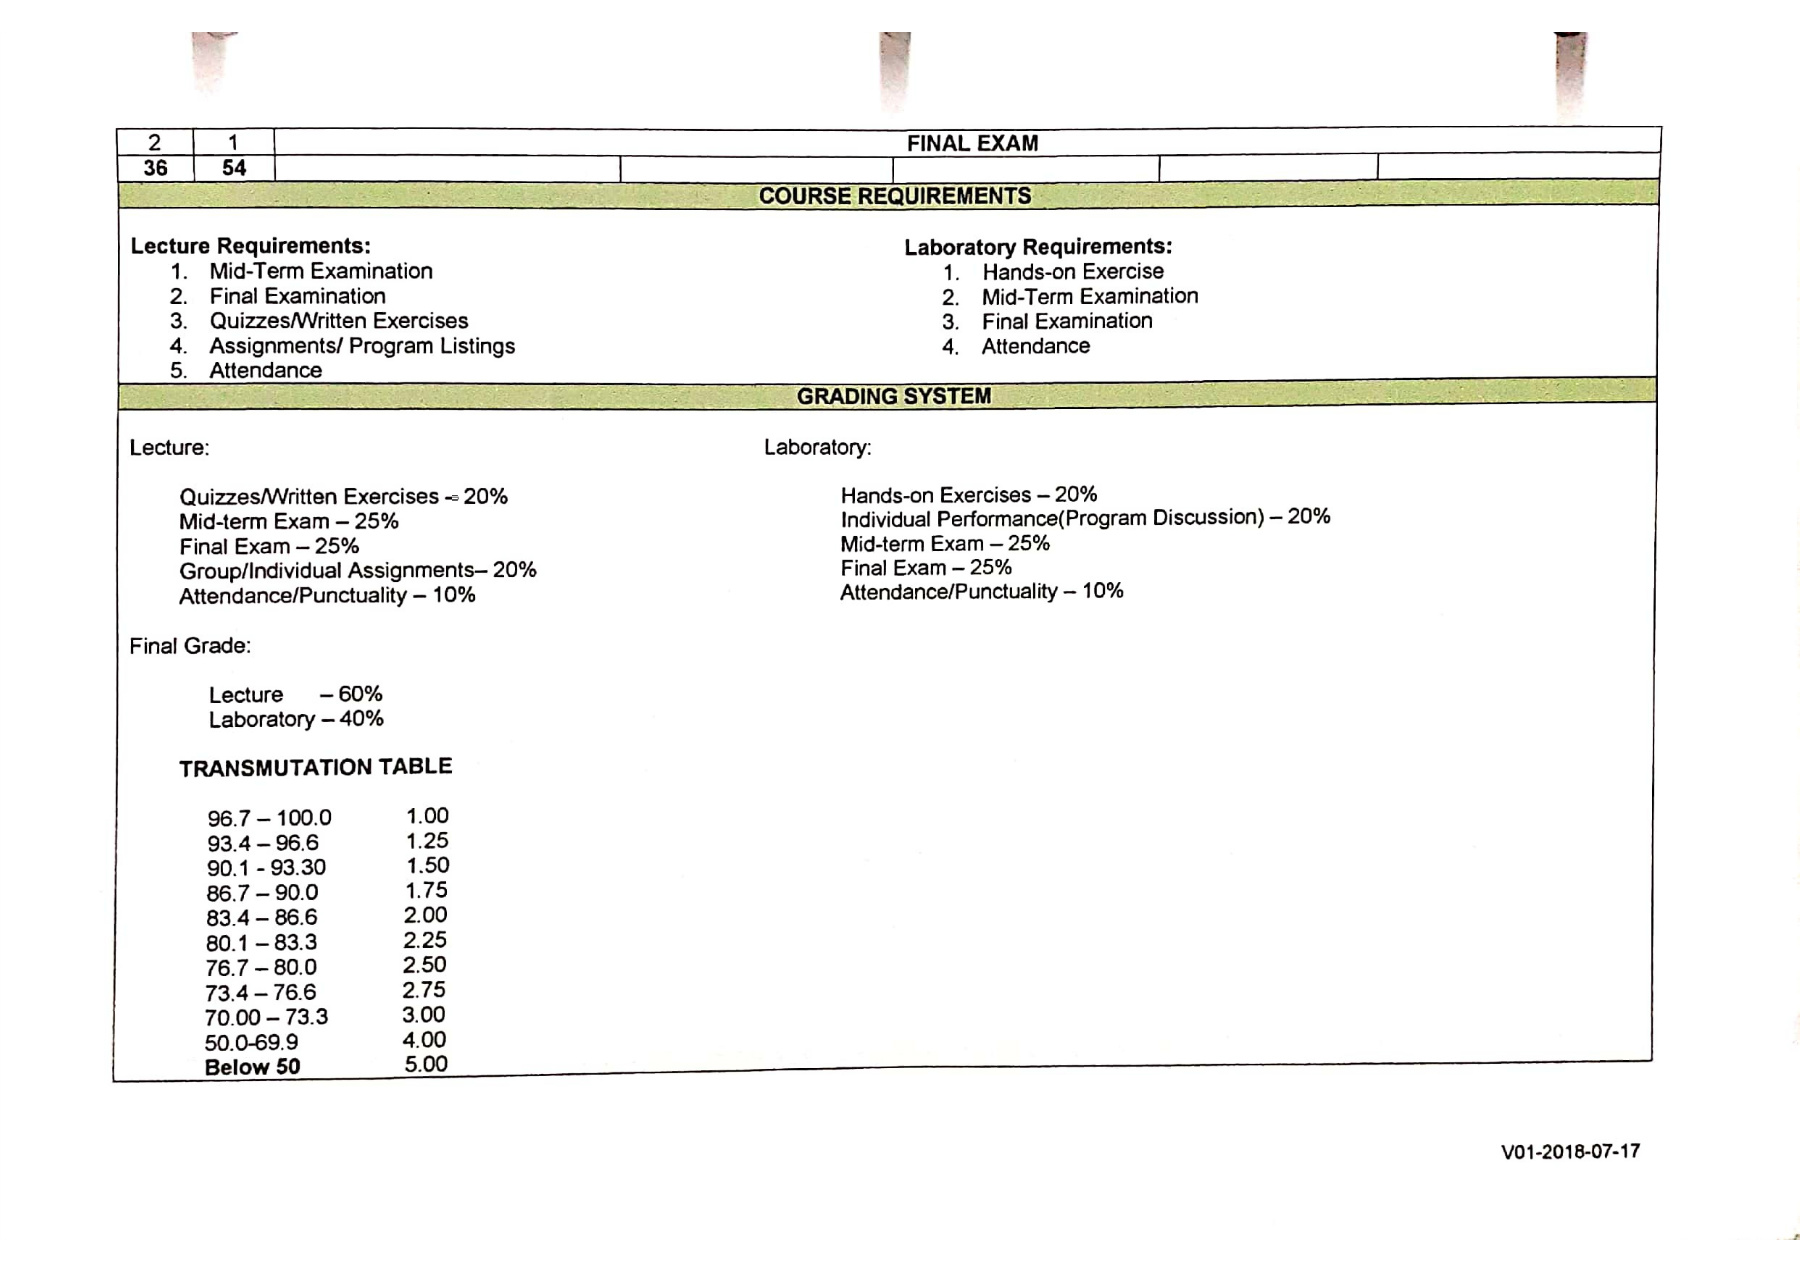 2 1 FINAL EXAM
36 54
COURSE REQUIREMENTS
Lecture Requirements:
1. Mid-Term Examination
2. Final Examination
3. Quizzes/Written Exercises
4. Assignments/ Program Listings
5. Attendance
Laboratory Requirements:
1. Hands-on Exercise
2. Mid-Term Examination
3. Final Examination
4. Attendance
GRADING SYSTEM
Lecture:
Quizzes/Written Exercises – 20%
Mid-term Exam – 25%
Final Exam – 25%
Group/Individual Assignments– 20%
Attendance/Punctuality – 10%
Laboratory:
Hands-on Exercises – 20%
Individual Performance(Program Discussion) – 20%
Mid-term Exam – 25%
Final Exam – 25%
Attendance/Punctuality – 10%
Final Grade:
Lecture – 60%
Laboratory – 40%
TRANSMUTATION TABLE
96.7 – 100.0 1.00
93.4 – 96.6 1.25
90.1 - 93.30 1.50
86.7 – 90.0 1.75
83.4 – 86.6 2.00
80.1 – 83.3 2.25
76.7 – 80.0 2.50
73.4 – 76.6 2.75
70.00 – 73.3 3.00
50.0-69.9 4.00
Below 50 5.00
V01-2018-07-17